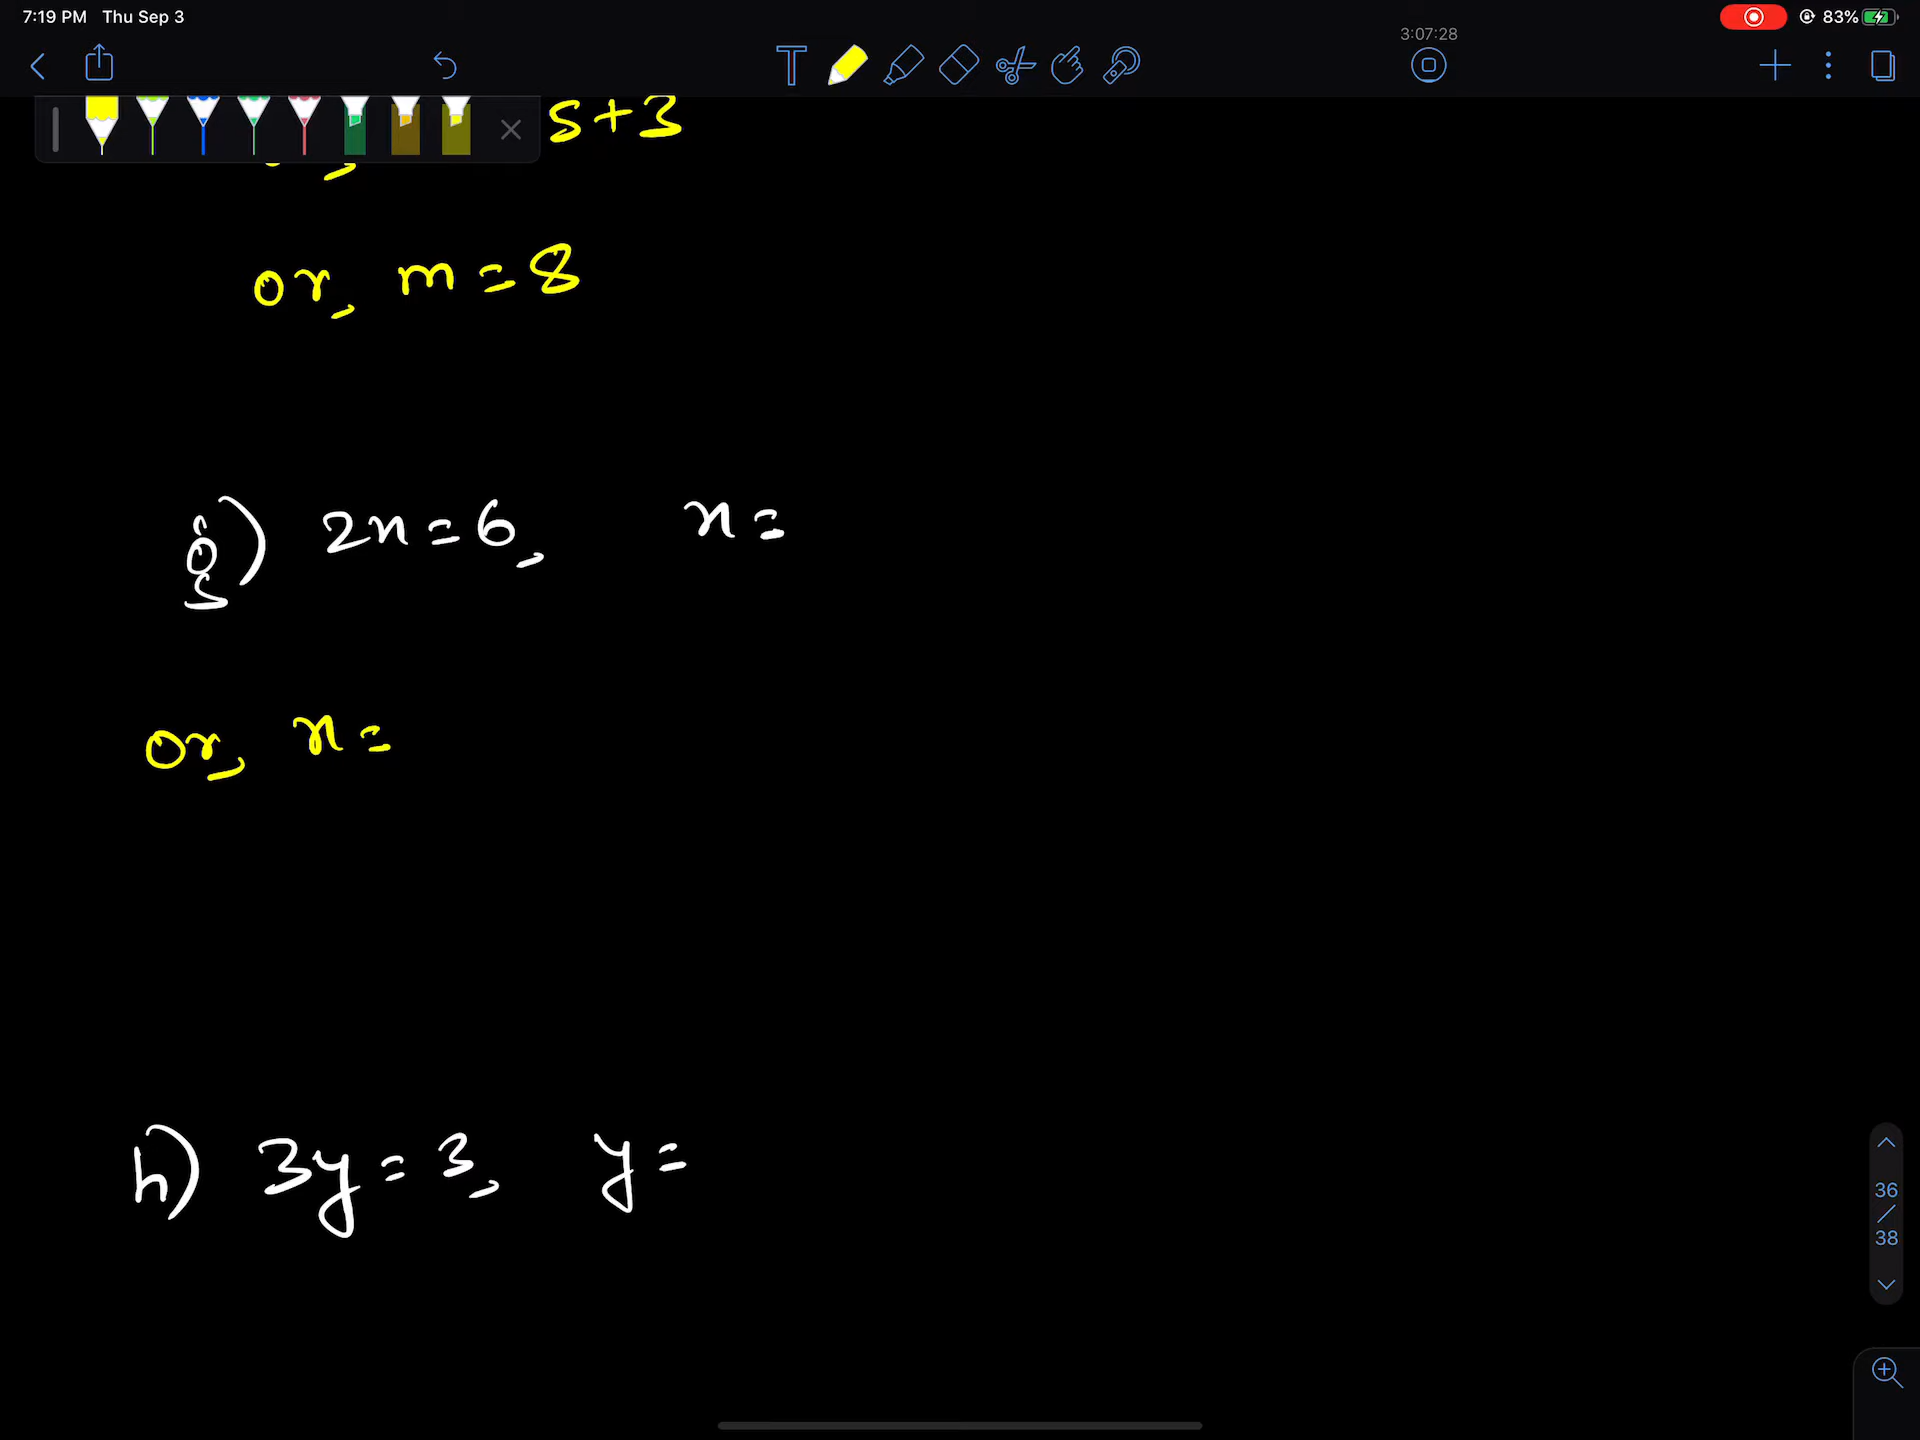 7:19 PM Thu Sep 3
83%
3:07:28
5+3
or, m=8
g) 2x=6, x=
or, x=
h) 3y=3, y=
36
/
38